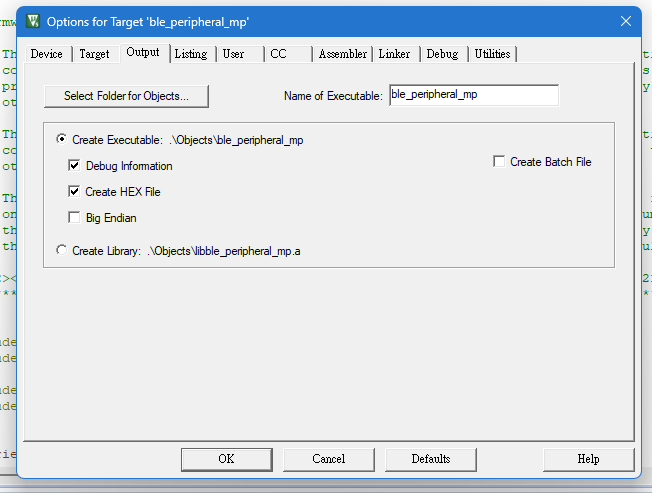 Options for Target 'ble_peripheral_mp'
Device Target Output Listing User CC Assembler Linker Debug Utilities
Select Folder for Objects... Name of Executable: ble_peripheral_mp
Create Executable: .\Objects\ble_peripheral_mp
Debug Information Create Batch File
Create HEX File
Big Endian
Create Library: .\Objects\libble_peripheral_mp.a
OK Cancel Defaults Help